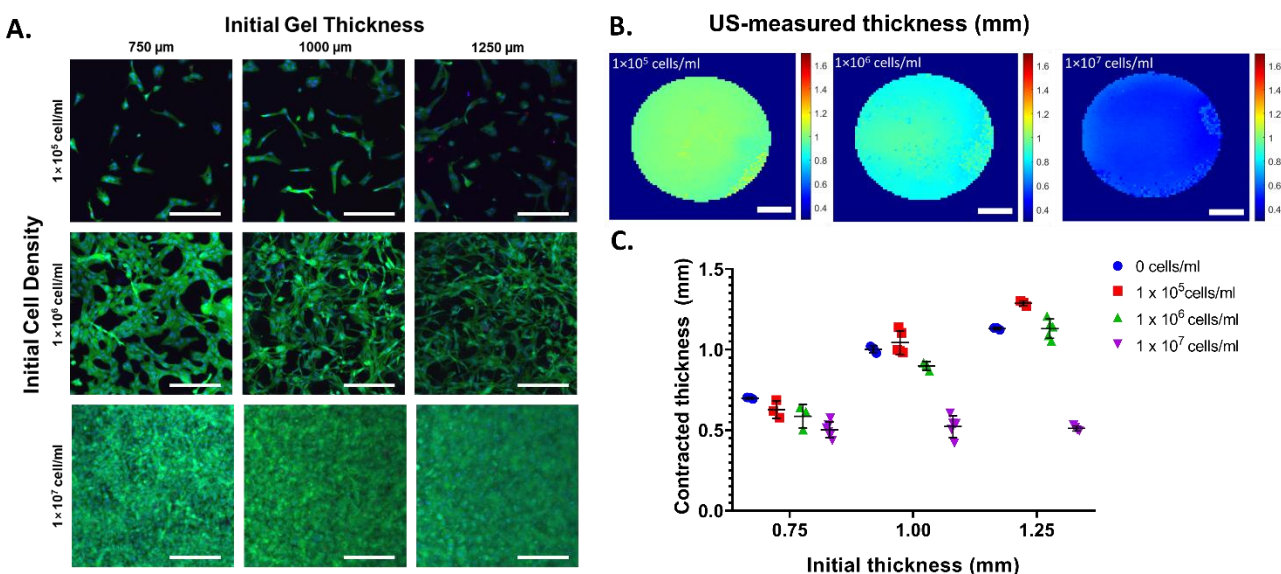 A.
Initial Gel Thickness
750 µm
1000 µm
1250 µm
Initial Cell Density
1×10⁵ cell/ml
1×10⁶ cell/ml
1×10⁷ cell/ml
B.
US-measured thickness (mm)
1×10⁵ cells/ml
1.6
1.4
1.2
1
0.8
0.6
0.4
1×10⁶ cells/ml
1.6
1.4
1.2
1
0.8
0.6
0.4
1×10⁷ cells/ml
1.6
1.4
1.2
1
0.8
0.6
0.4
C.
Contracted thickness (mm)
1.5
1.0
0.5
0.0
0.75
1.00
1.25
Initial thickness (mm)
0 cells/ml
1 x 10⁵cells/ml
1 x 10⁶ cells/ml
1 x 10⁷ cells/ml